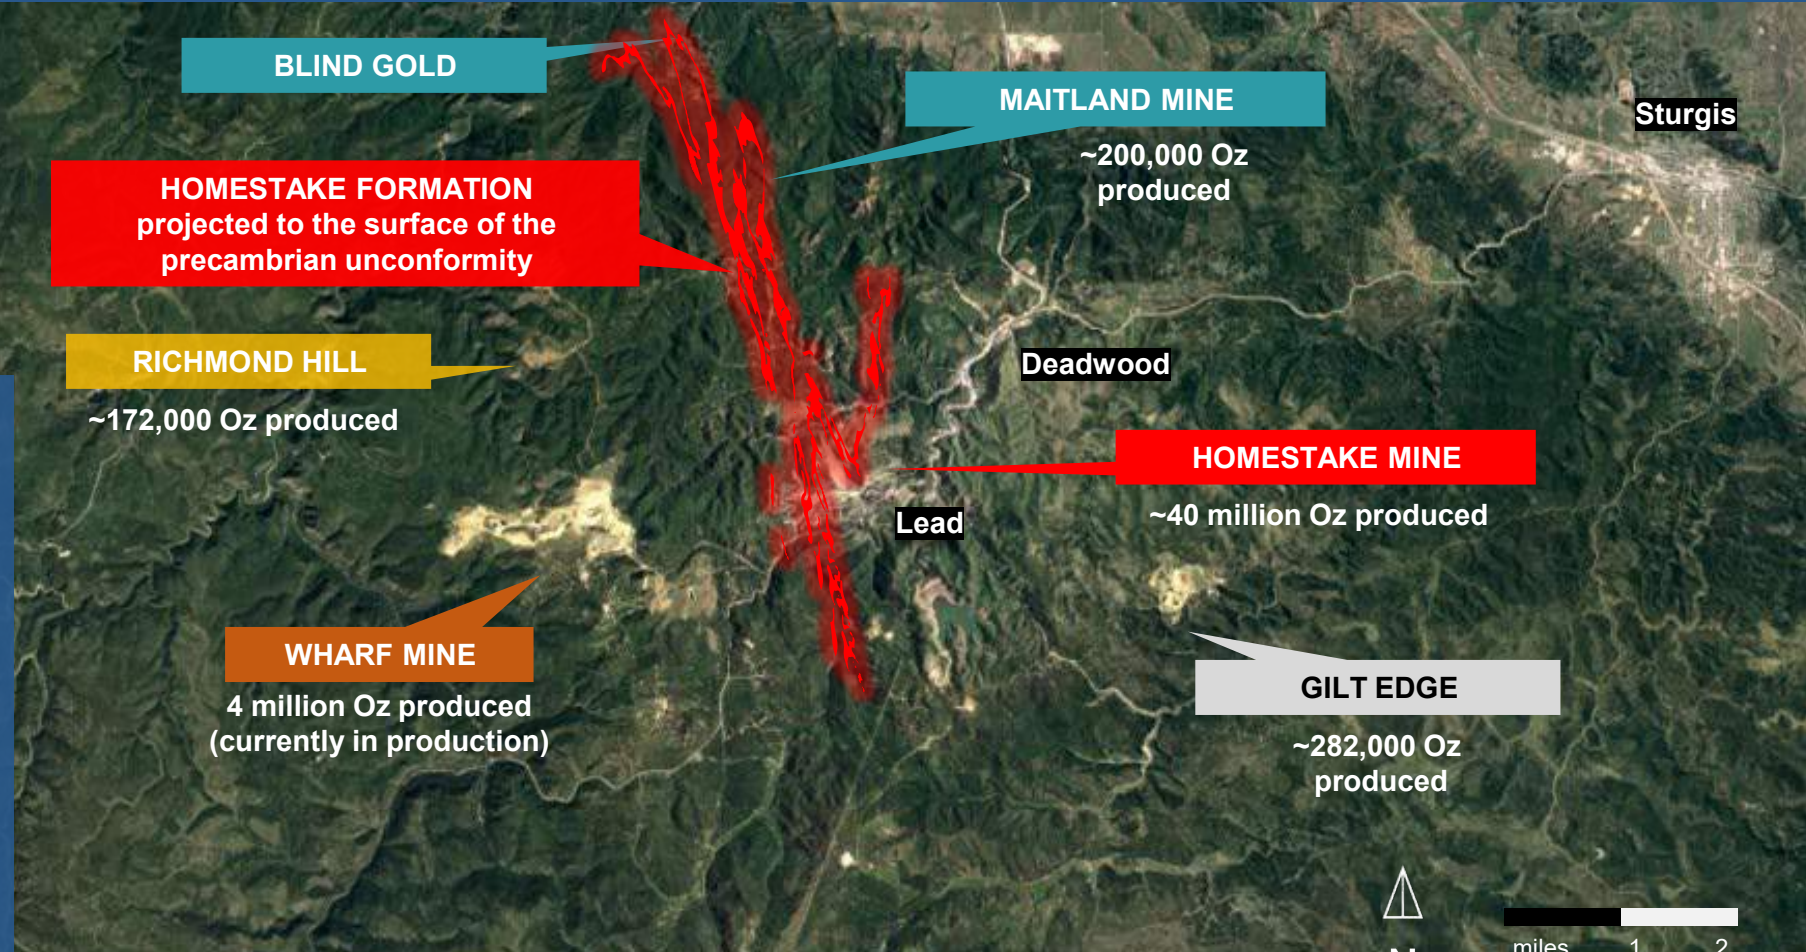 BLIND GOLD
MAITLAND MINE
~200,000 Oz
produced
Sturgis
HOMESTAKE FORMATION
projected to the surface of the
precambrian unconformity
RICHMOND HILL
~172,000 Oz produced
Deadwood
HOMESTAKE MINE
~40 million Oz produced
Lead
WHARF MINE
4 million Oz produced
(currently in production)
GILT EDGE
~282,000 Oz
produced
N
miles 1 2